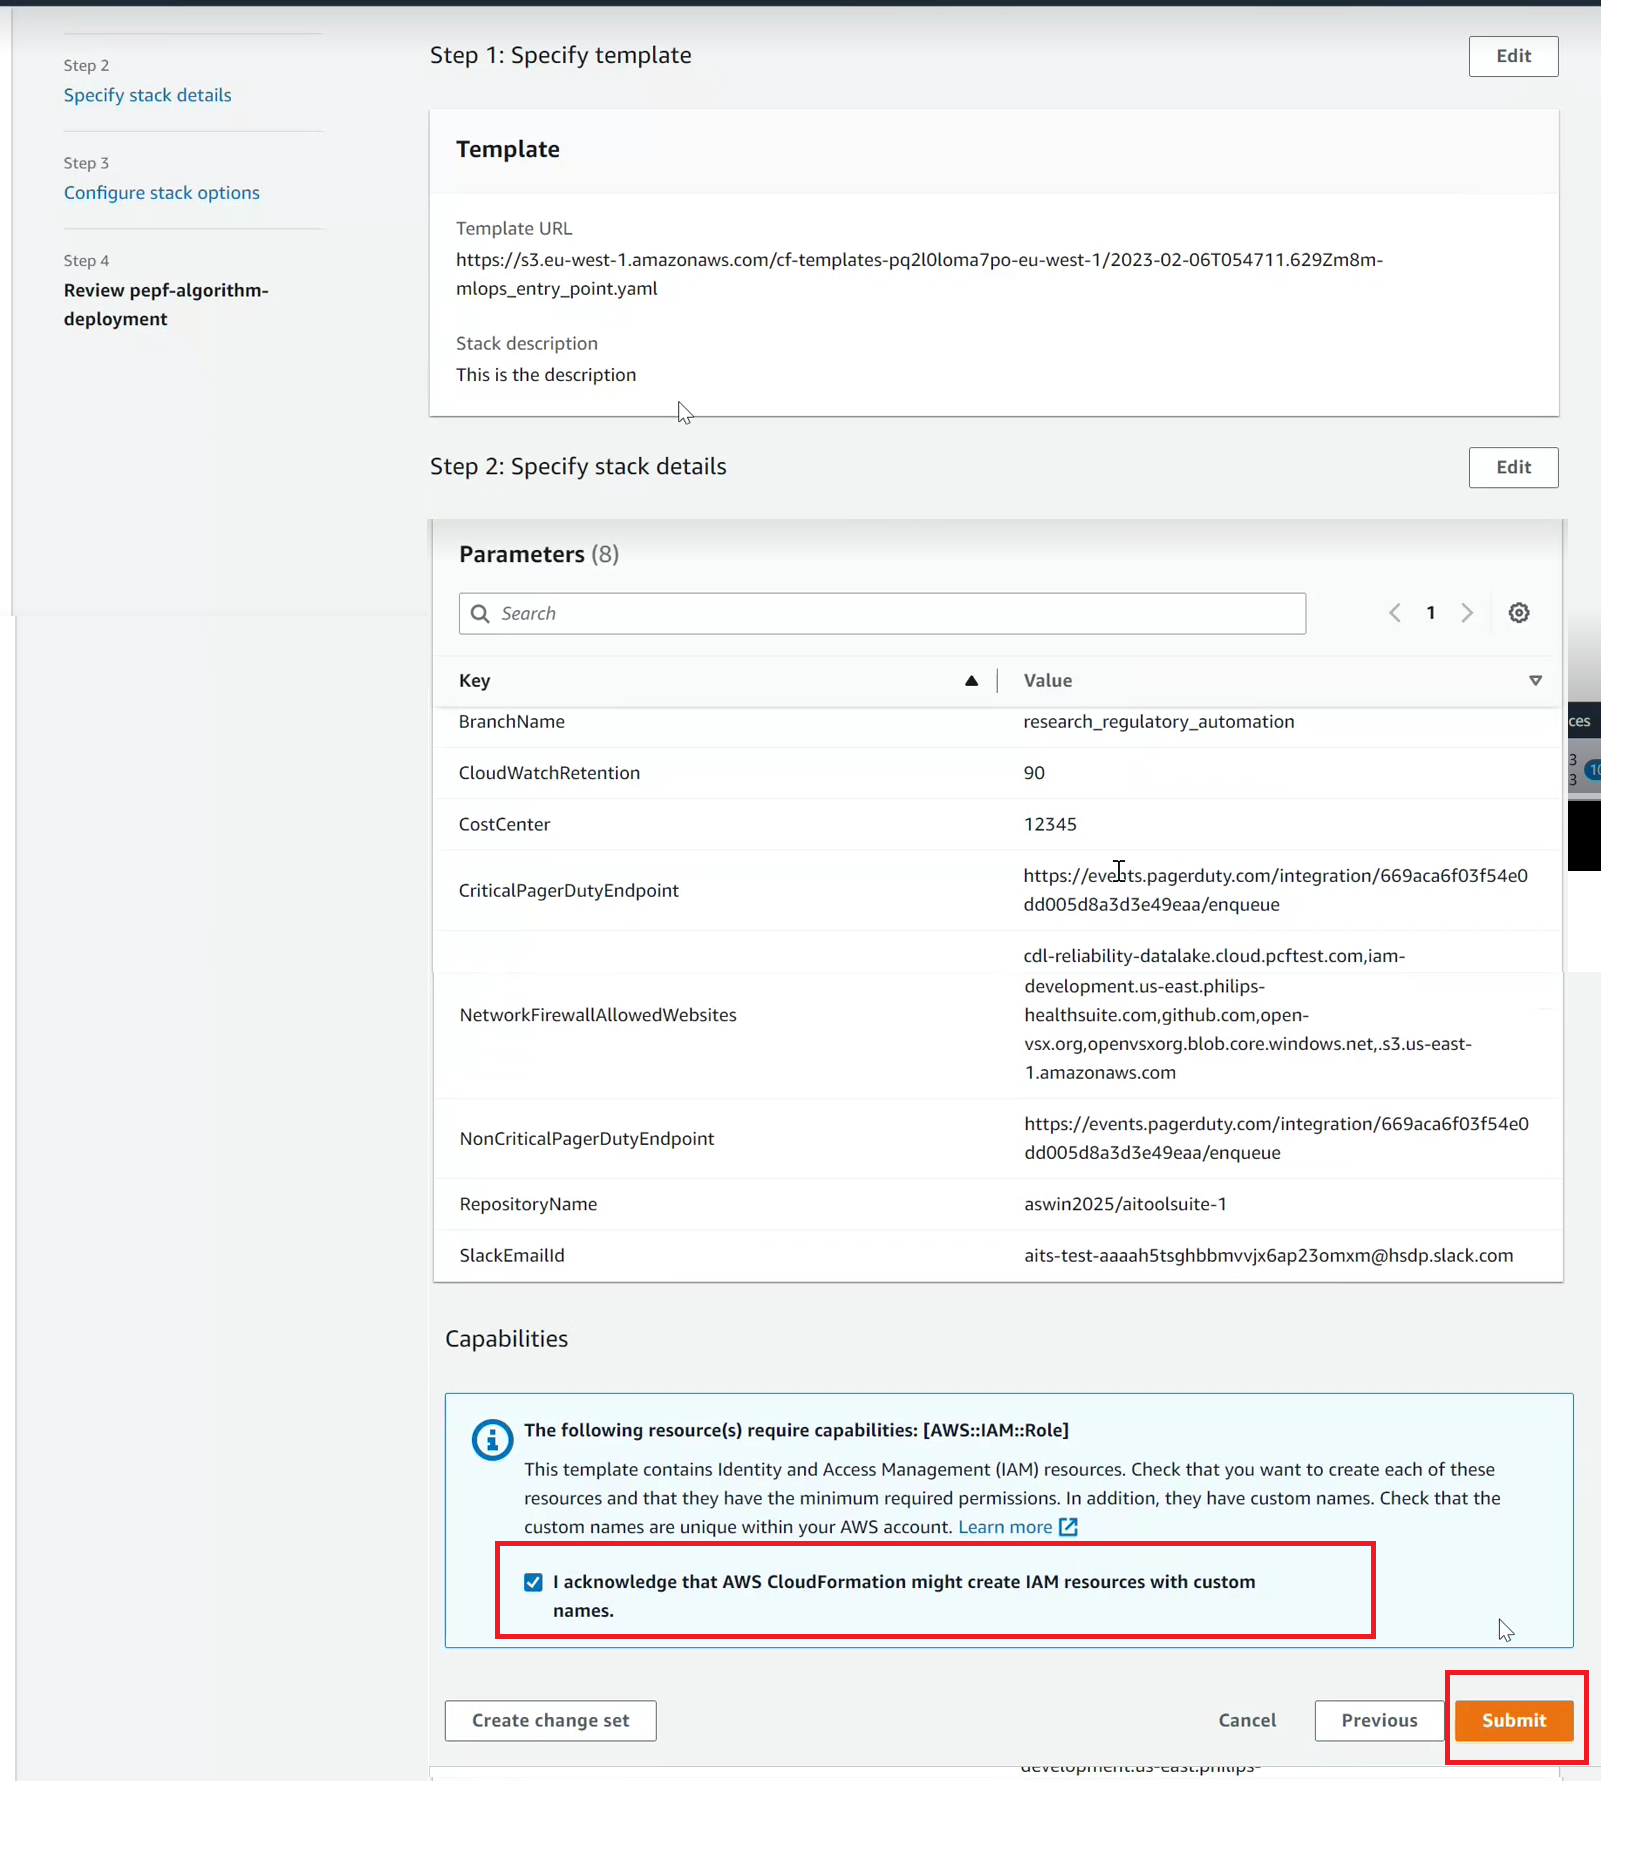 Step 2
Specify stack details
Step 3
Configure stack options
Step 4
Review pepf-algorithm-
deployment
Step 1: Specify template
Edit
Template
Template URL
https://s3.eu-west-1.amazonaws.com/cf-templates-pq2l0loma7po-eu-west-1/2023-02-06T054711.629Zm8m-
mlops_entry_point.yaml
Stack description
This is the description
Step 2: Specify stack details
Edit
Parameters (8)
Search
1
Key
Value
BranchName
research_regulatory_automation
CloudWatchRetention
90
CostCenter
12345
CriticalPagerDutyEndpoint
https://events.pagerduty.com/integration/669aca6f03f54e0
dd005d8a3d3e49eaa/enqueue
NetworkFirewallAllowedWebsites
cdl-reliability-datalake.cloud.pcftest.com,iam-
development.us-east.philips-
healthsuite.com,github.com,open-
vsx.org,openvsxorg.blob.core.windows.net,.s3.us-east-
1.amazonaws.com
NonCriticalPagerDutyEndpoint
https://events.pagerduty.com/integration/669aca6f03f54e0
dd005d8a3d3e49eaa/enqueue
RepositoryName
aswin2025/aitoolsuite-1
SlackEmailId
aits-test-aaaah5tsghbbmvvjx6ap23omxm@hsdp.slack.com
ces
3
3
10
Capabilities
The following resource(s) require capabilities: [AWS::IAM::Role]
This template contains Identity and Access Management (IAM) resources. Check that you want to create each of these
resources and that they have the minimum required permissions. In addition, they have custom names. Check that the
custom names are unique within your AWS account. Learn more
I acknowledge that AWS CloudFormation might create IAM resources with custom
names.
Create change set
Cancel
Previous
Submit
development.us-east.philips-